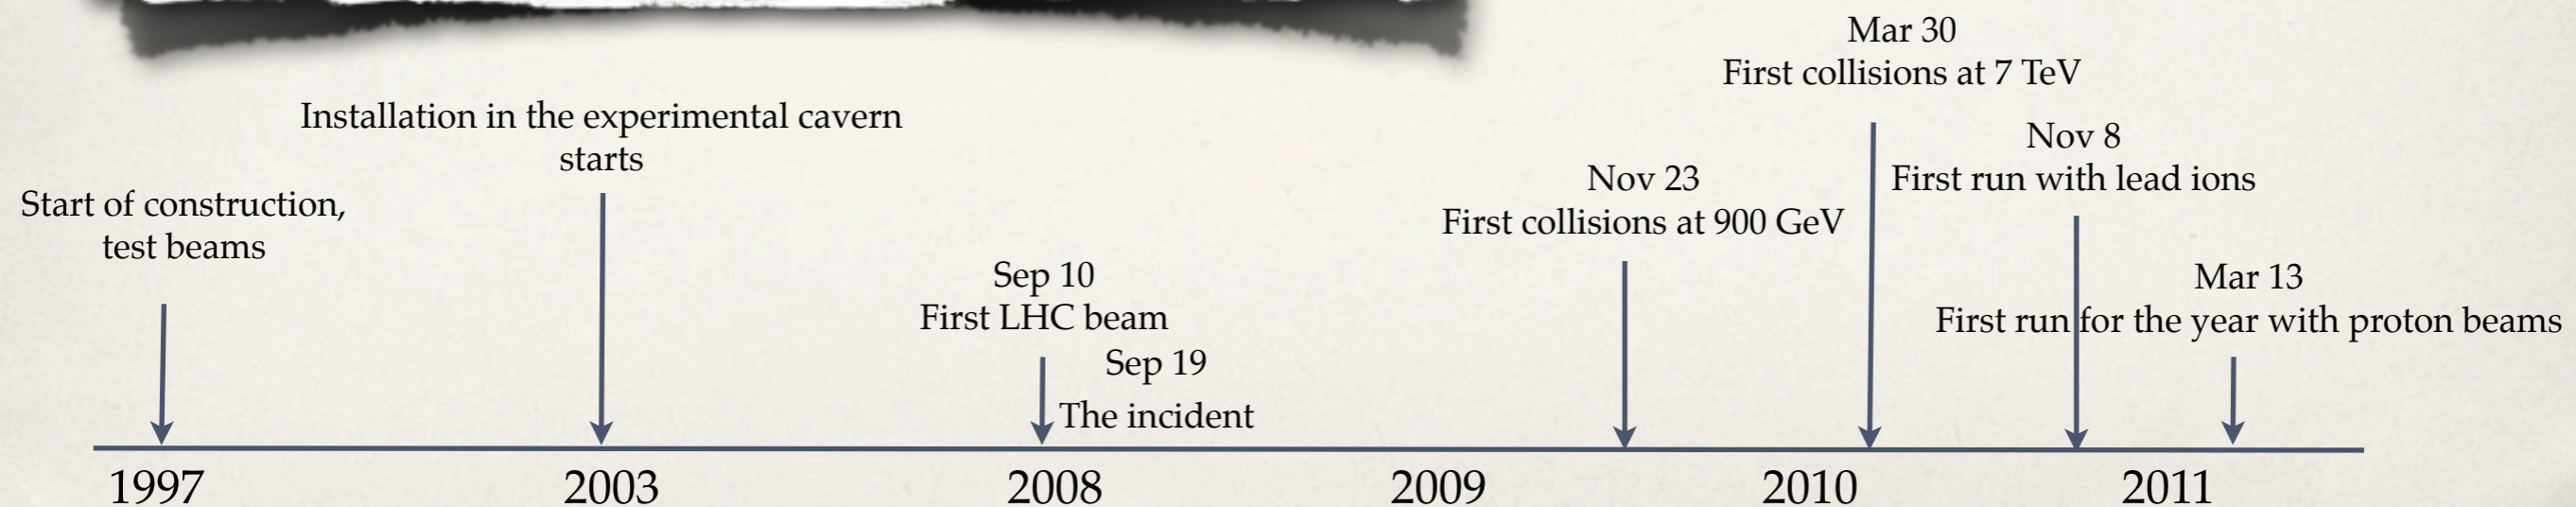 Start of construction,
test beams
Installation in the experimental cavern
starts
Sep 10
First LHC beam
Sep 19
The incident
Nov 23
First collisions at 900 GeV
Mar 30
First collisions at 7 TeV
Nov 8
First run with lead ions
Mar 13
First run for the year with proton beams
1997
2003
2008
2009
2010
2011